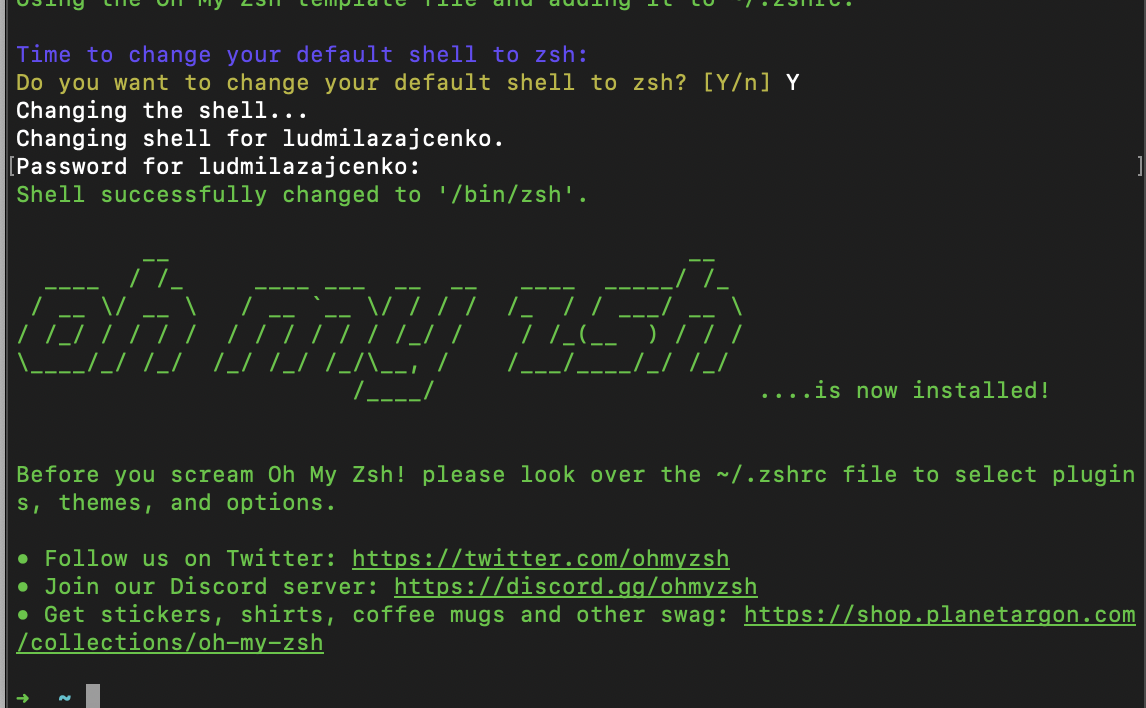 Using the Oh My Zsh template file and adding it to ~/.zshrc.
Time to change your default shell to zsh:
Do you want to change your default shell to zsh? [Y/n] Y
Changing the shell...
Changing shell for ludmilazajcenko.
[Password for ludmilazajcenko: ]
Shell successfully changed to '/bin/zsh'.
         __                                     __
  ____  / /_     ____ ___  __  __   ____  _____/ /_
 / __ \/ __ \   / __ `__ \/ / / /  /_  / / ___/ __ \
/ /_/ / / / /  / / / / / / /_/ /    / /_(__  ) / / /
\____/_/ /_/  /_/ /_/ /_/\__, /    /___/____/_/ /_/
                        /____/                       ....is now installed!
Before you scream Oh My Zsh! please look over the ~/.zshrc file to select plugin
s, themes, and options.
• Follow us on Twitter: https://twitter.com/ohmyzsh
• Join our Discord server: https://discord.gg/ohmyzsh
• Get stickers, shirts, coffee mugs and other swag: https://shop.planetargon.com
/collections/oh-my-zsh
➜  ~